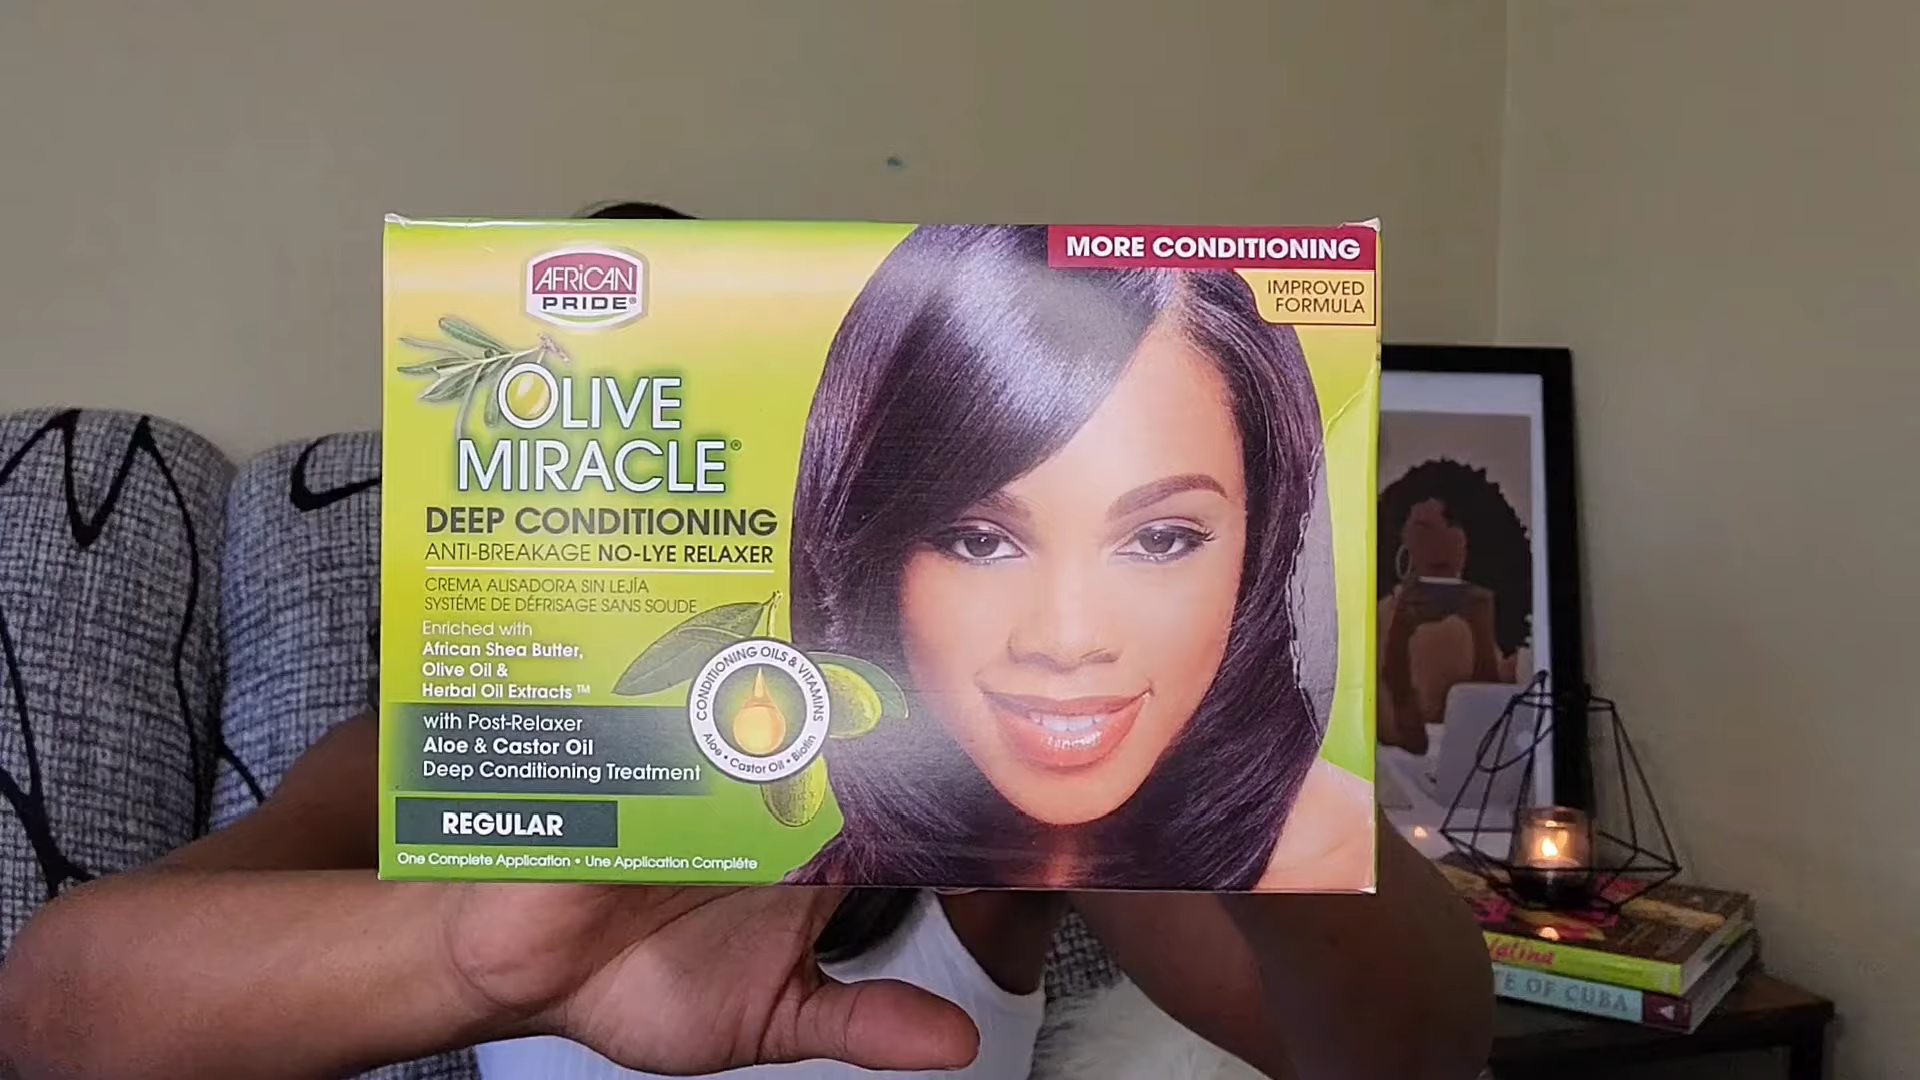 AFRICAN
PRIDE®
OLIVE
MIRACLE®
DEEP CONDITIONING
ANTI-BREAKAGE NO-LYE RELAXER
CREMA ALISADORA SIN LEJÍA
SYSTÉME DE DÉFRISAGE SANS SOUDE
Enriched with
African Shea Butter,
Olive Oil &
Herbal Oil Extracts™
with Post-Relaxer
Aloe & Castor Oil
Deep Conditioning Treatment
REGULAR
One Complete Application • Une Application Compléte
CONDITIONING OILS & VITAMINS
Aloe • Castor Oil • Biotin
MORE CONDITIONING
IMPROVED
FORMULA
OF CUBA